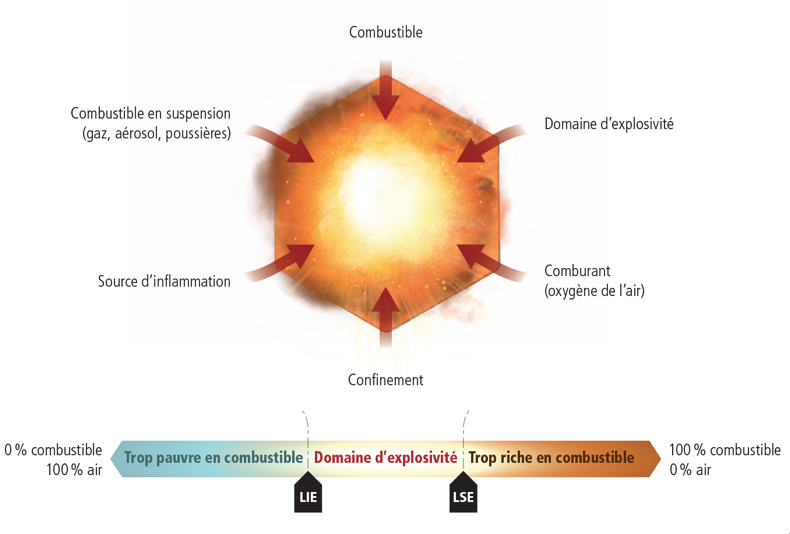 Combustible
Combustible en suspension
(gaz, aérosol, poussières)
Domaine d’explosivité
Source d’inflammation
Comburant
(oxygène de l’air)
Confinement
0 % combustible
100 % air
Trop pauvre en combustible
Domaine d’explosivité
Trop riche en combustible
100 % combustible
0 % air
LIE
LSE